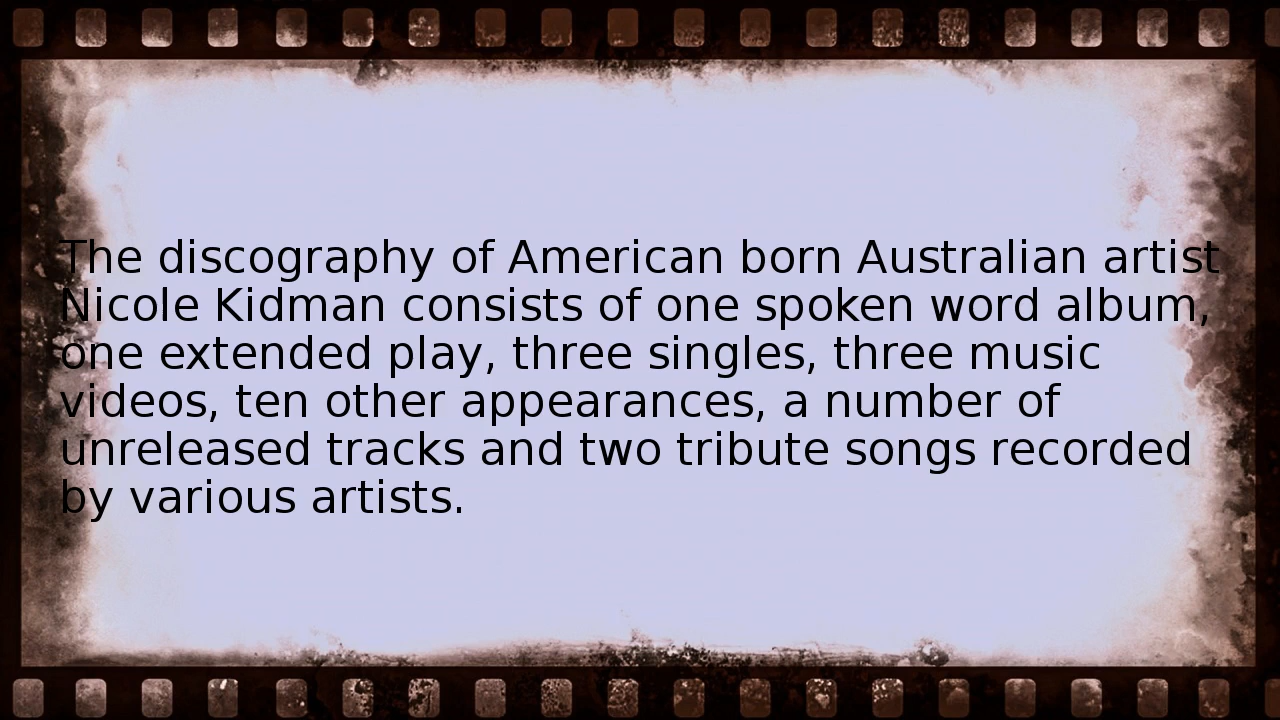 The discography of American born Australian artist
Nicole Kidman consists of one spoken word album,
one extended play, three singles, three music
videos, ten other appearances, a number of
unreleased tracks and two tribute songs recorded
by various artists.